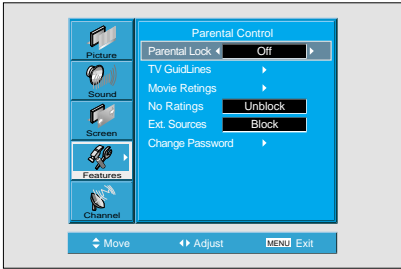 Parental Control
Picture
Parental Lock Off
TV GuidLines
Sound
Movie Retings
No Ratings Unblock
Screen
Ext. Sources Block
Change Password
Features
Channel
Move Adjust MENU Exit